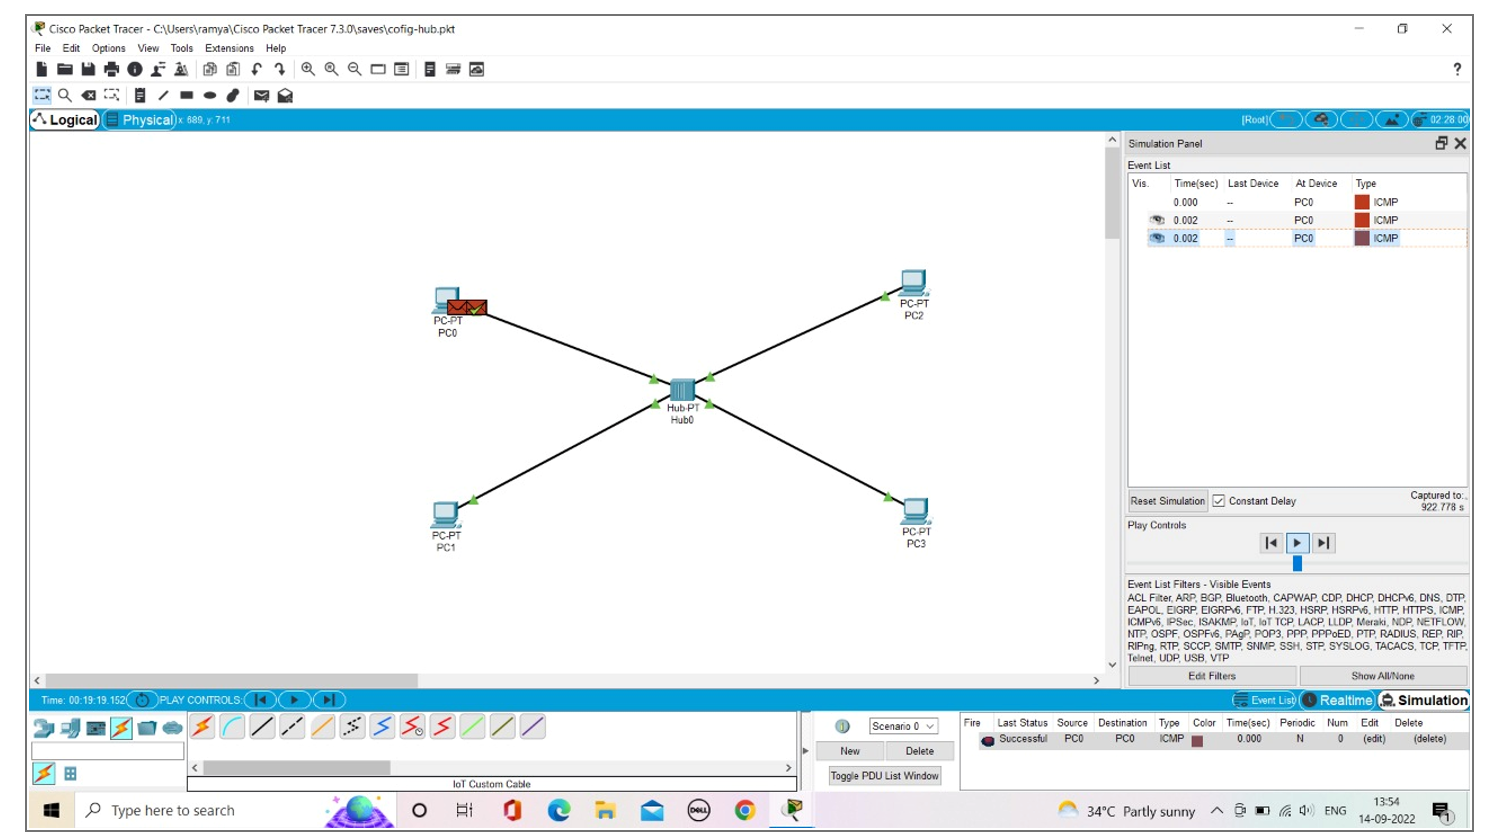 Cisco Packet Tracer - C:\Users\ramya\Cisco Packet Tracer 7.3.0\saves\cofig-hub.pkt
File Edit Options View Tools Extensions Help
?
Logical Physical x: 689, y: 711 [Root] 02:28:00
Simulation Panel
Event List
Vis. Time(sec) Last Device At Device Type
0.000 -- PC0 ICMP
0.002 -- PC0 ICMP
0.002 -- PC0 ICMP
PC-PT
PC0
PC-PT
PC2
Hub-PT
Hub0
PC-PT
PC1
PC-PT
PC3
Reset Simulation Constant Delay Captured to:
922.778 s
Play Controls
Event List Filters - Visible Events
ACL Filter, ARP, BGP, Bluetooth, CAPWAP, CDP, DHCP, DHCPv6, DNS, DTP,
EAPOL, EIGRP, EIGRPv6, FTP, H.323, HSRP, HSRPv6, HTTP, HTTPS, ICMP,
ICMPv6, IPSec, ISAKMP, IoT, IoT TCP, LACP, LLDP, Meraki, NDP, NETFLOW,
NTP, OSPF, OSPFv6, PAgP, POP3, PPP, PPPoED, PTP, RADIUS, REP, RIP,
RIPng, RTP, SCCP, SMTP, SNMP, SSH, STP, SYSLOG, TACACS, TCP, TFTP,
Telnet, UDP, USB, VTP
Edit Filters Show All/None
Time: 00:19:19.152 PLAY CONTROLS: Event List Realtime Simulation
Scenario 0
New Delete
Toggle PDU List Window
Fire Last Status Source Destination Type Color Time(sec) Periodic Num Edit Delete
Successful PC0 PC0 ICMP 0.000 N 0 (edit) (delete)
IoT Custom Cable
Type here to search
DELL
34°C Partly sunny ENG 13:54
14-09-2022
1